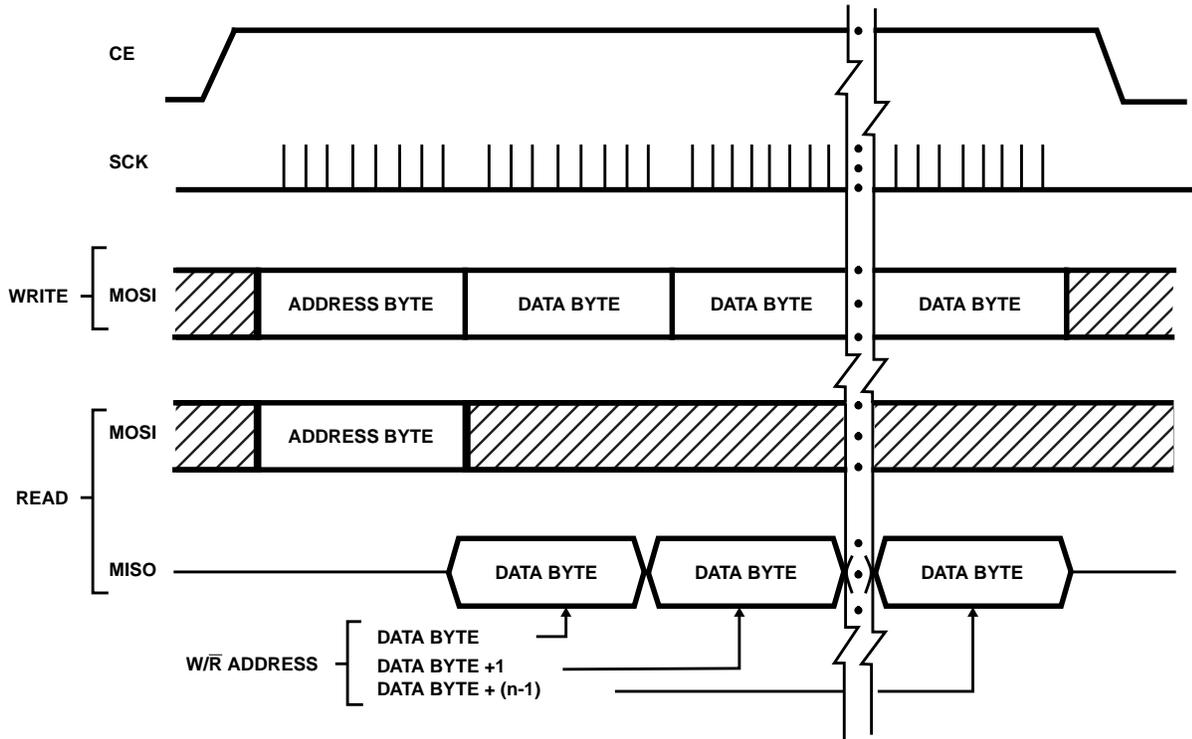 CE
SCK
WRITE
MOSI
ADDRESS BYTE
DATA BYTE
DATA BYTE
DATA BYTE
READ
MOSI
ADDRESS BYTE
MISO
DATA BYTE
DATA BYTE
DATA BYTE
W/R̅ ADDRESS
DATA BYTE
DATA BYTE +1
DATA BYTE + (n-1)